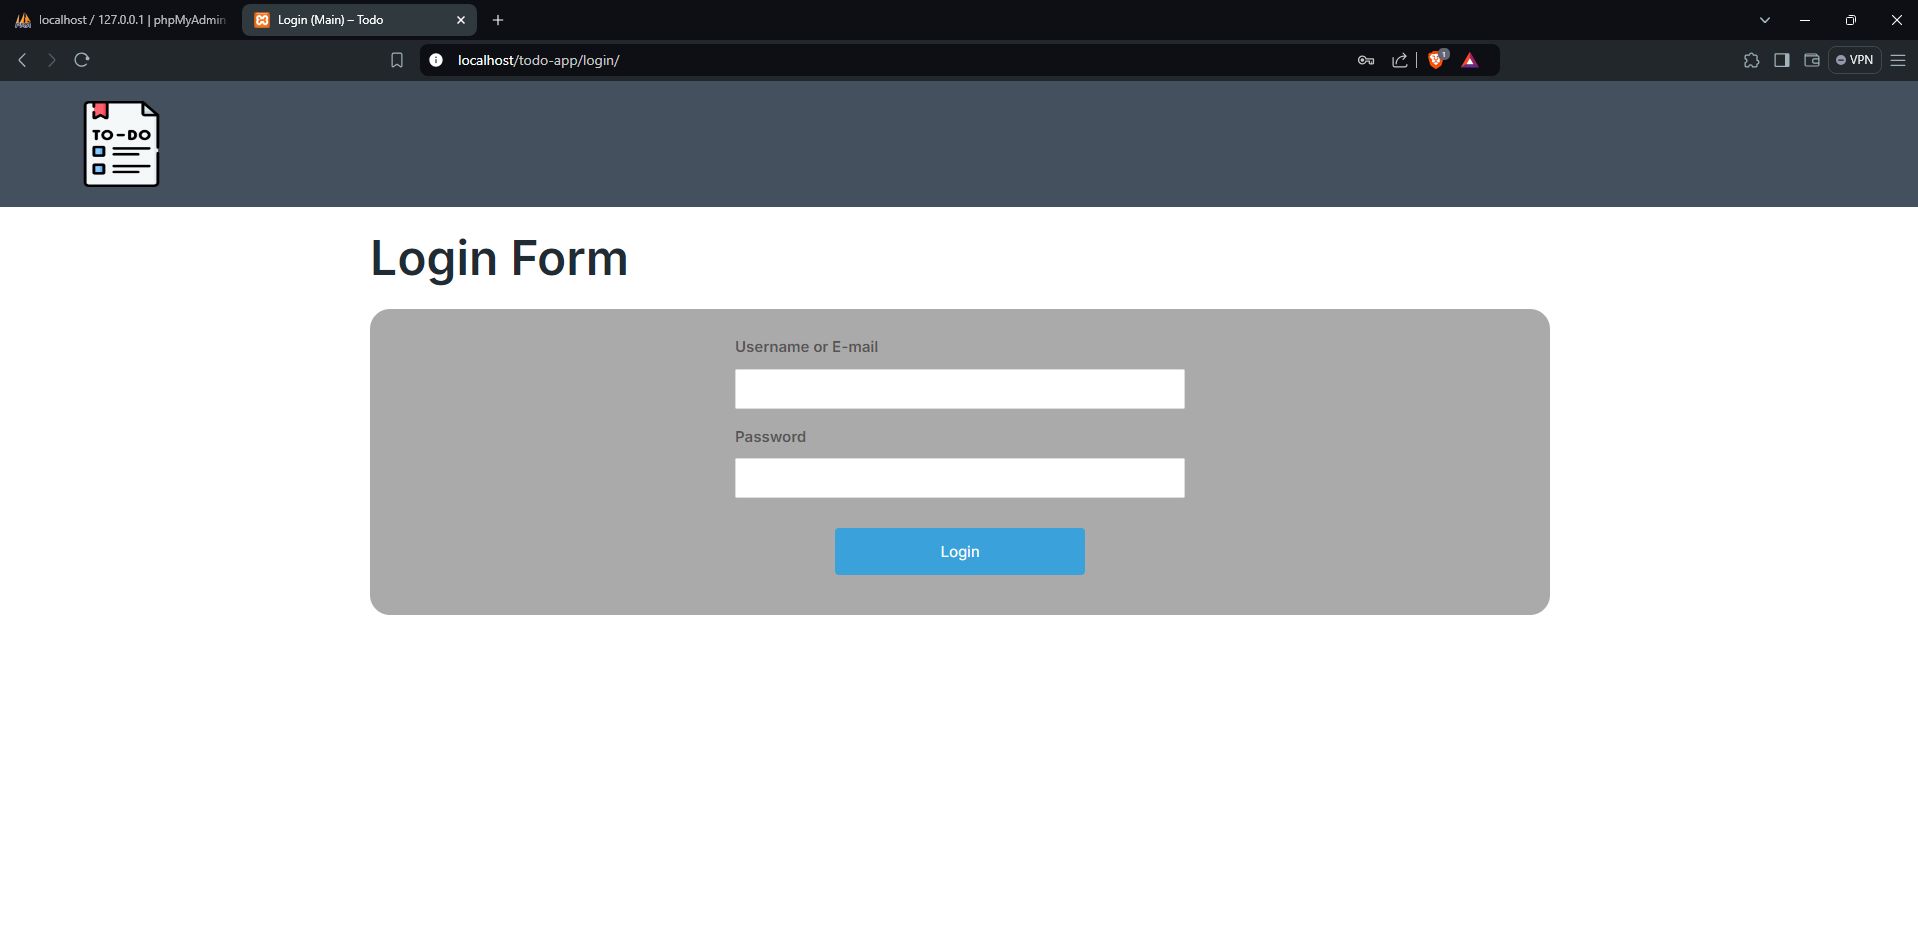 localhost / 127.0.0.1 | phpMyAdmin
Login (Main) – Todo
localhost/todo-app/login/
1
VPN
TO-DO
Login Form
Username or E-mail
Password
Login